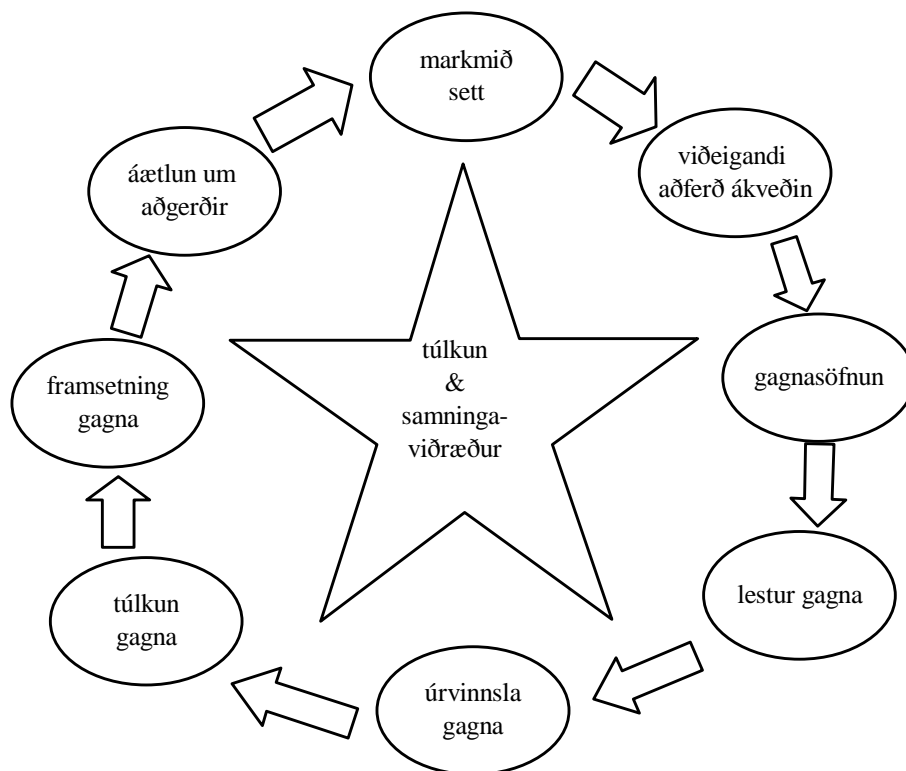 markmið
sett
viðeigandi
aðferð ákveðin
gagnasöfnun
lestur gagna
úrvinnsla
gagna
túlkun
gagna
framsetning
gagna
áætlun um
aðgerðir
túlkun
&
samninga-
viðræður